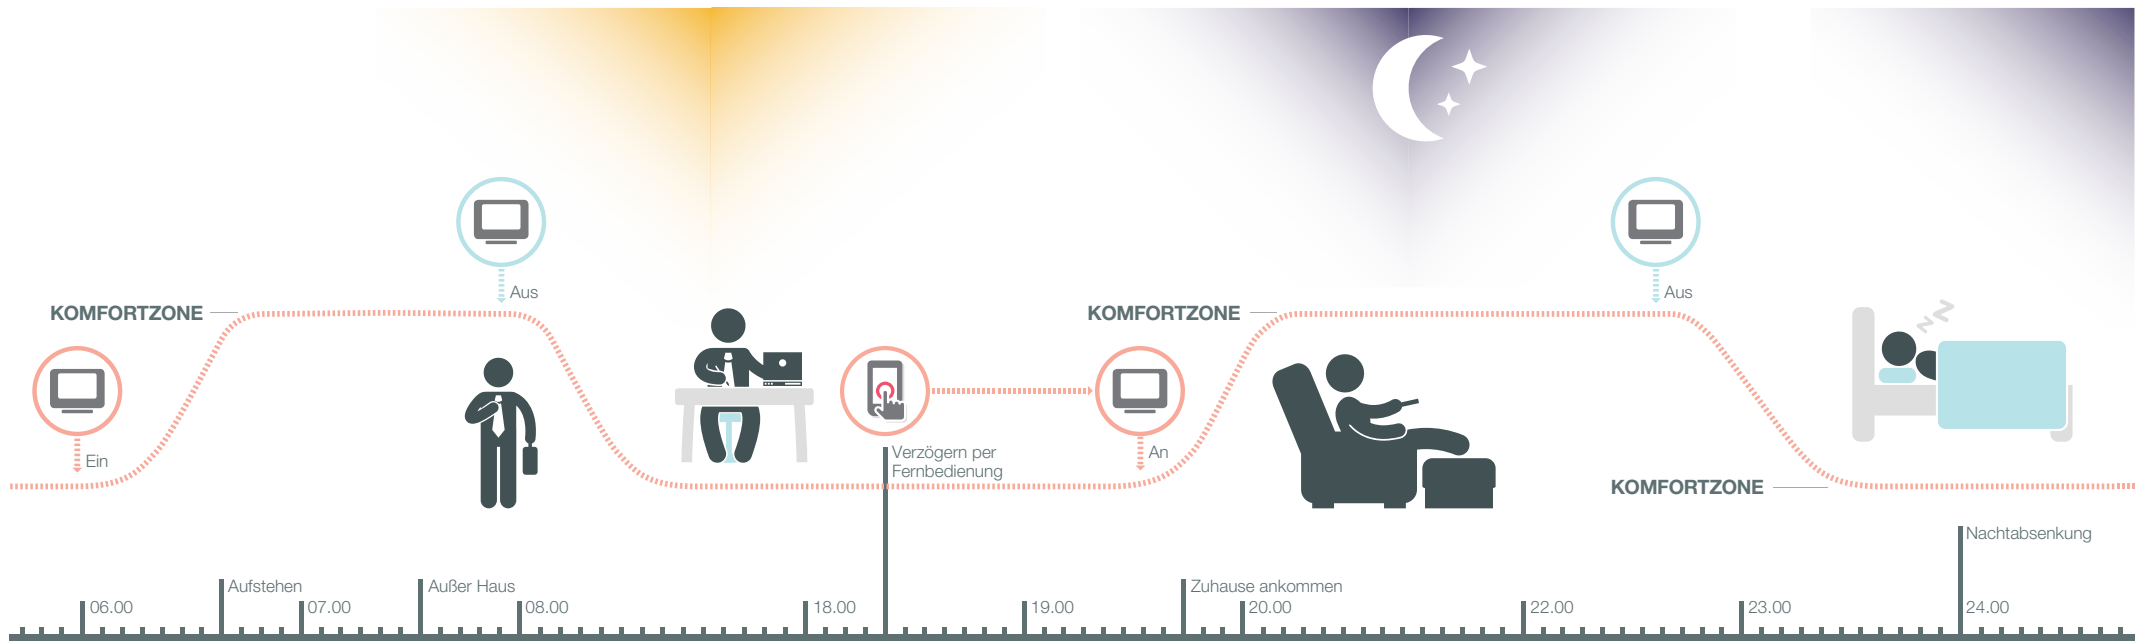 Aus
Aus
KOMFORTZONE
KOMFORTZONE
Ein
Verzögern per
Fernbedienung
An
KOMFORTZONE
Nachtabsenkung
Aufstehen
Außer Haus
Zuhause ankommen
06.00
07.00
08.00
18.00
19.00
20.00
22.00
23.00
24.00